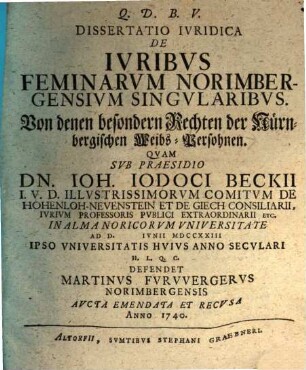 Q. D. B. V.
DISSERTATIO IVRIDICA
DE
IVRIBVS
FEMINARVM NORIMBER-
GENSIVM SINGVLARIBVS.
Von denen besondern Rechten der Nürn-
bergischen Weibs-Persohnen.
QVAM
SVB PRAESIDIO
DN. IOH. IODOCI BECKII
I. V. D. ILLVSTRISSIMORVM COMITVM DE
HOHENLOH-NEVENSTEIN ET DE GIECH CONSILIARII,
IVRIVM PROFESSORIS PVBLICI EXTRAORDINARII etc.
IN ALMA NORICORVM VNIVERSITATE
AD D. IVNII MDCCXXIII
IPSO VNIVERSITATIS HVIVS ANNO SECVLARI
H. L. Q. C.
DEFENDET
MARTINVS FVRVVERGERVS
NORIMBERGENSIS
AVCTA EMENDATA ET RECVSA
ANNO 1740.
ALTORFII, SVMTIBVS STEPHANI